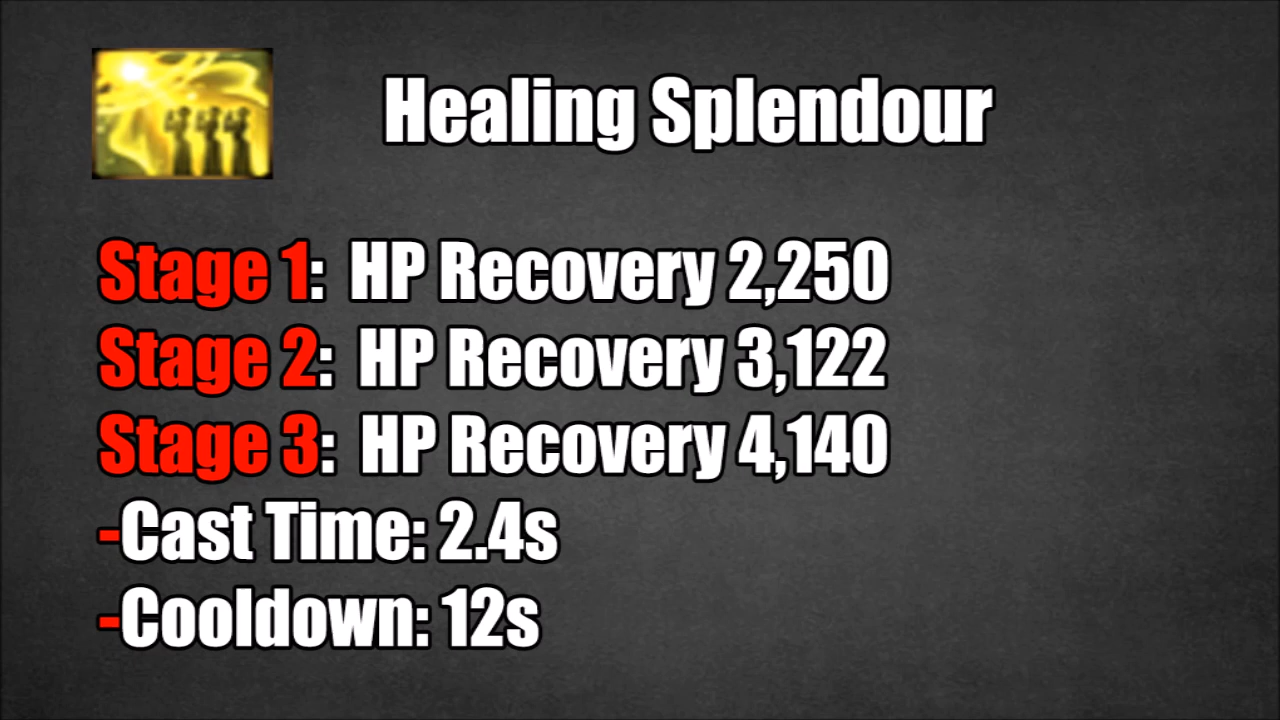 Healing Splendour
Stage 1: HP Recovery 2,250
Stage 2: HP Recovery 3,122
Stage 3: HP Recovery 4,140
-Cast Time: 2.4s
-Cooldown: 12s